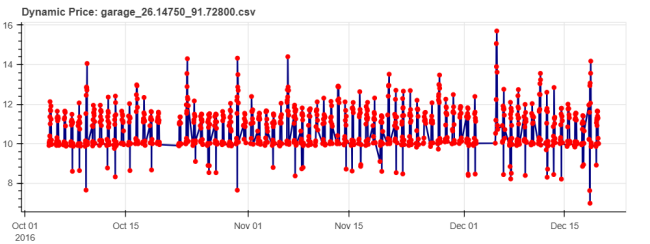 Dynamic Price: garage_26.14750_91.72800.csv
16
14
12
10
8
Oct 01
Oct 15
Nov 01
Nov 15
Dec 01
Dec 15
2016